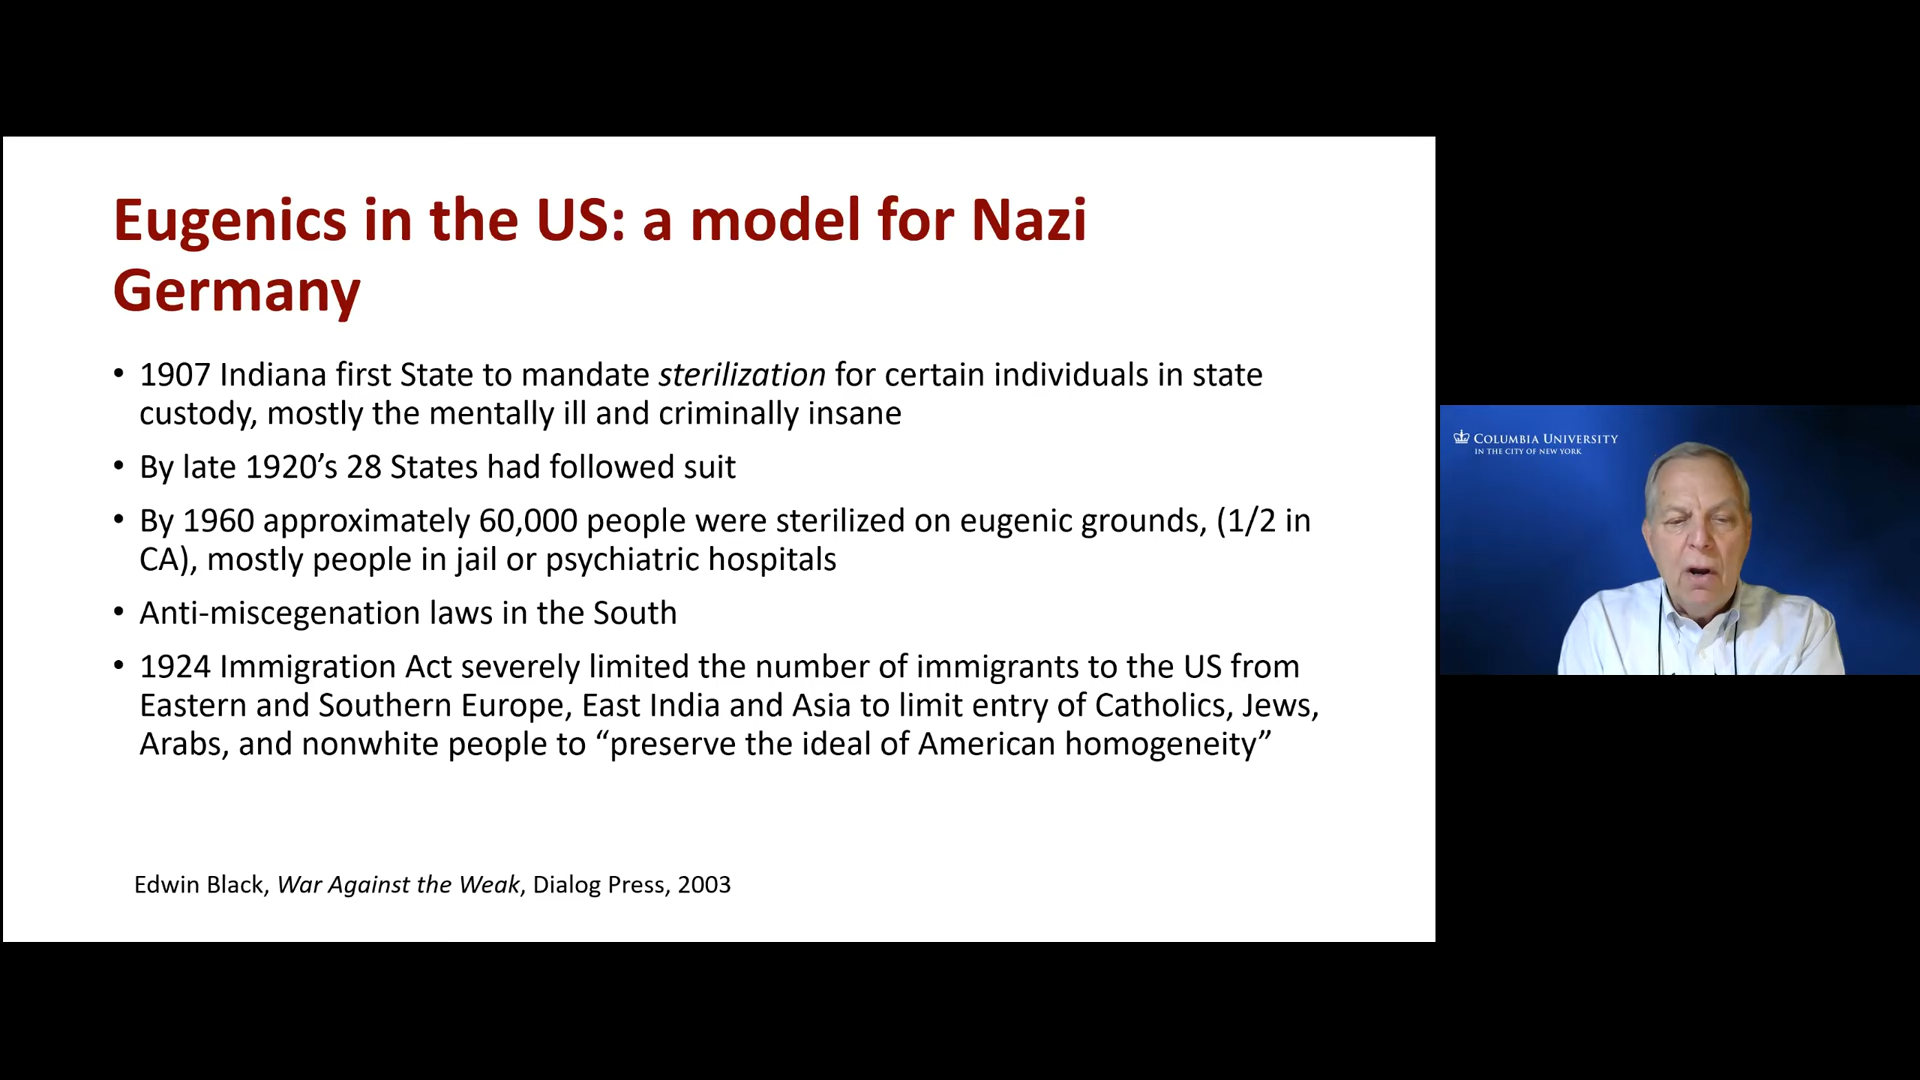 Eugenics in the US: a model for Nazi
Germany
• 1907 Indiana first State to mandate sterilization for certain individuals in state
custody, mostly the mentally ill and criminally insane
• By late 1920’s 28 States had followed suit
• By 1960 approximately 60,000 people were sterilized on eugenic grounds, (1/2 in
CA), mostly people in jail or psychiatric hospitals
• Anti-miscegenation laws in the South
• 1924 Immigration Act severely limited the number of immigrants to the US from
Eastern and Southern Europe, East India and Asia to limit entry of Catholics, Jews,
Arabs, and nonwhite people to “preserve the ideal of American homogeneity”
Edwin Black, War Against the Weak, Dialog Press, 2003
COLUMBIA UNIVERSITY
IN THE CITY OF NEW YORK